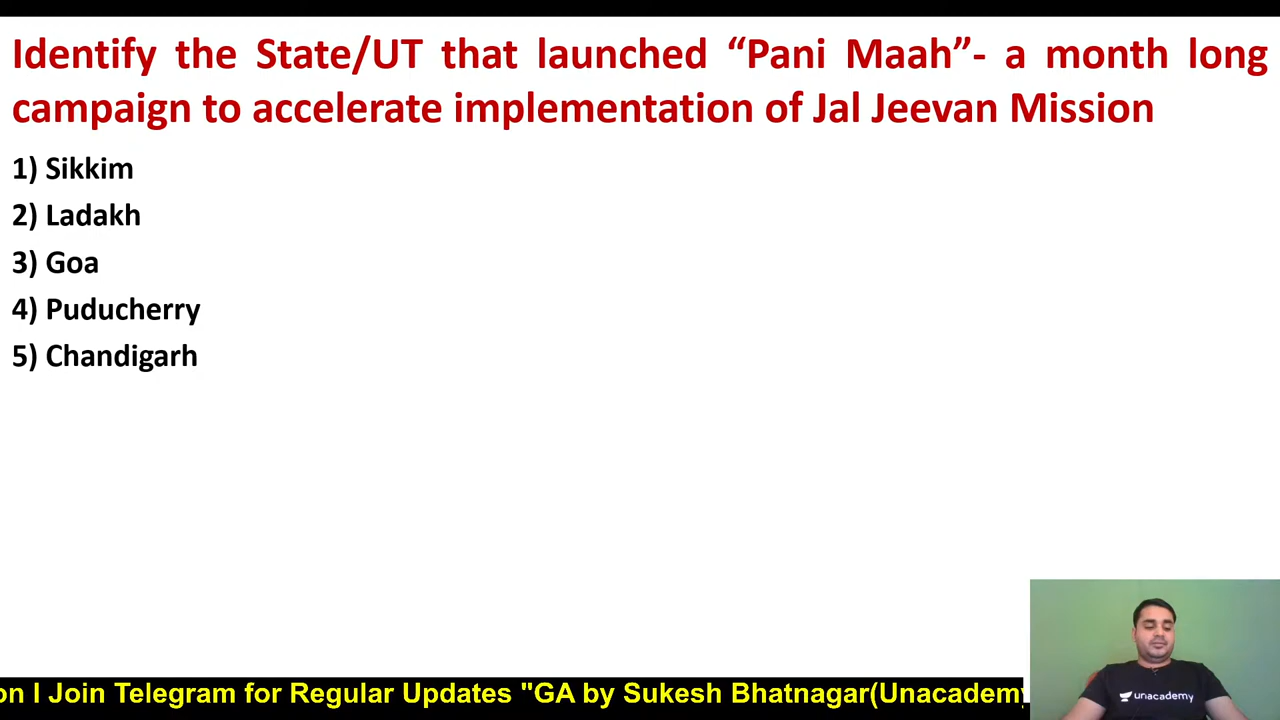 Identify the State/UT that launched “Pani Maah”- a month long
campaign to accelerate implementation of Jal Jeevan Mission
1) Sikkim
2) Ladakh
3) Goa
4) Puducherry
5) Chandigarh
on I Join Telegram for Regular Updates "GA by Sukesh Bhatnagar(Unacademy
unacademy